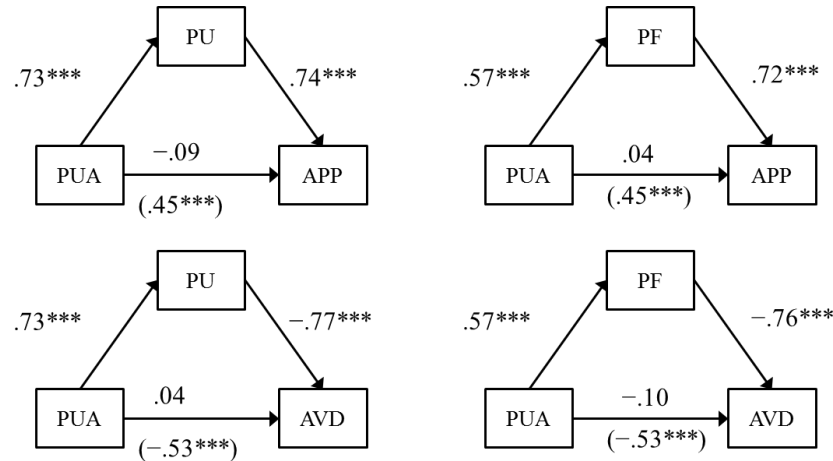 PU
.73***
.74***
PUA
−.09
APP
(.45***)
PF
.57***
.72***
PUA
.04
APP
(.45***)
PU
.73***
−.77***
PUA
.04
AVD
(−.53***)
PF
.57***
−.76***
PUA
−.10
AVD
(−.53***)